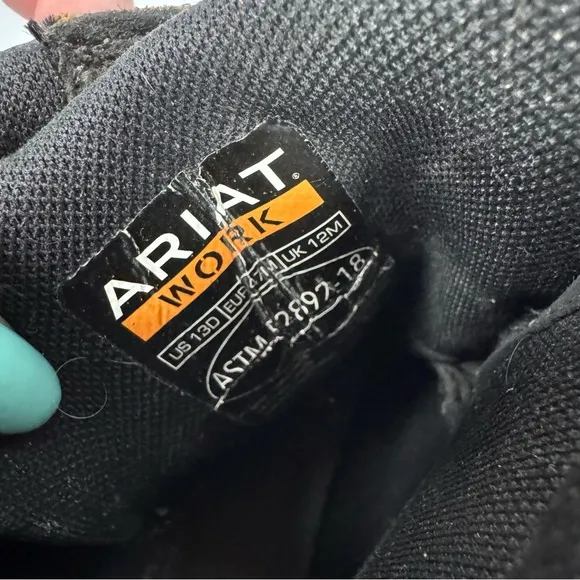 ARIAT®
WORK
US 13D UK 12M
ASTM F2892-18